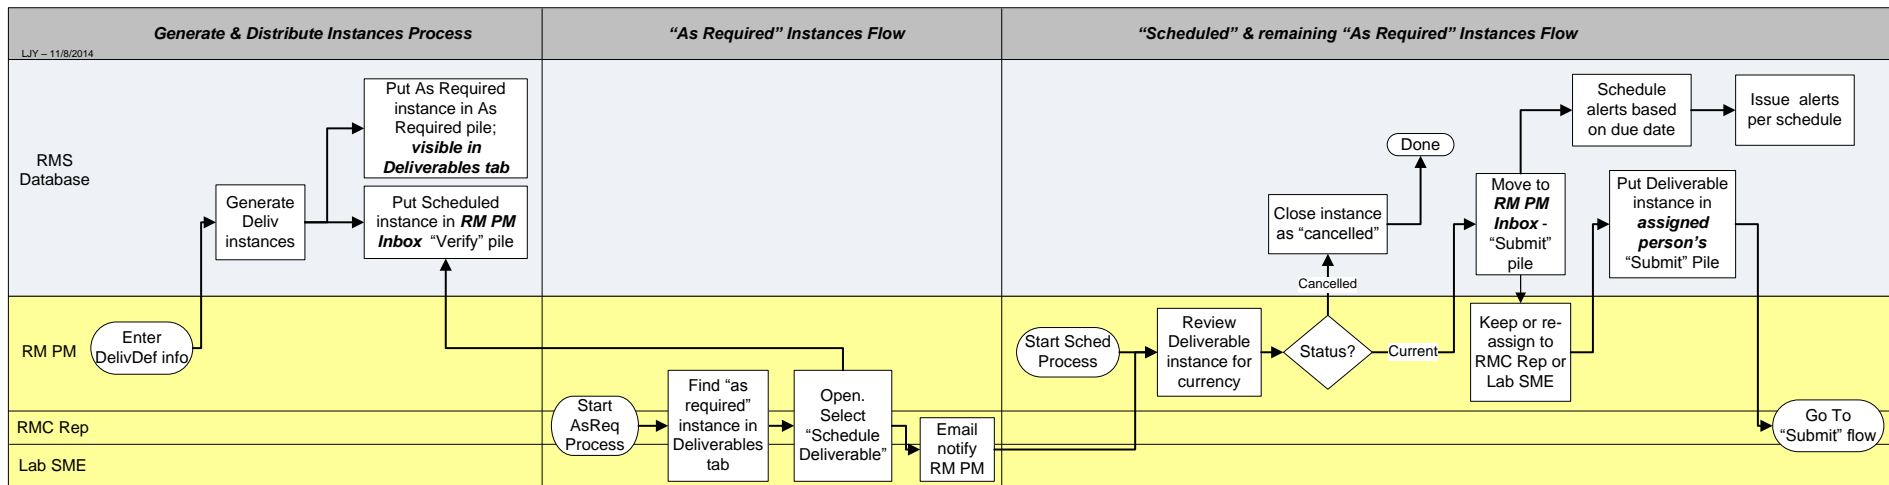 Generate & Distribute Instances Process
LJY – 11/8/2014
“As Required” Instances Flow
“Scheduled” & remaining “As Required” Instances Flow
RMS
Database
RM PM
RMC Rep
Lab SME
Enter
DelivDef info
Generate
Deliv
instances
Put As Required
instance in As
Required pile;
visible in
Deliverables tab
Put Scheduled
instance in RM PM
Inbox “Verify” pile
Start
AsReq
Process
Find “as
required”
instance in
Deliverables
tab
Open.
Select
“Schedule
Deliverable”
Email
notify
RM PM
Start Sched
Process
Review
Deliverable
instance for
currency
Status?
Cancelled
Current
Close instance
as “cancelled”
Done
Move to
RM PM
Inbox -
“Submit”
pile
Schedule
alerts based
on due date
Issue alerts
per schedule
Keep or re-
assign to
RMC Rep or
Lab SME
Put Deliverable
instance in
assigned
person’s
“Submit” Pile
Go To
“Submit” flow